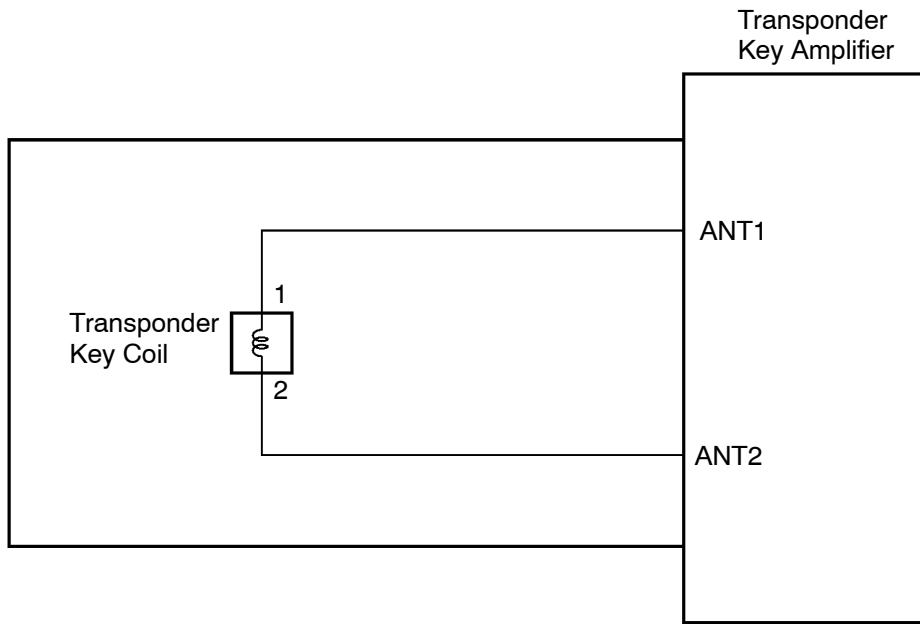 Transponder
Key Amplifier
ANT1
1
Transponder
Key Coil
2
ANT2